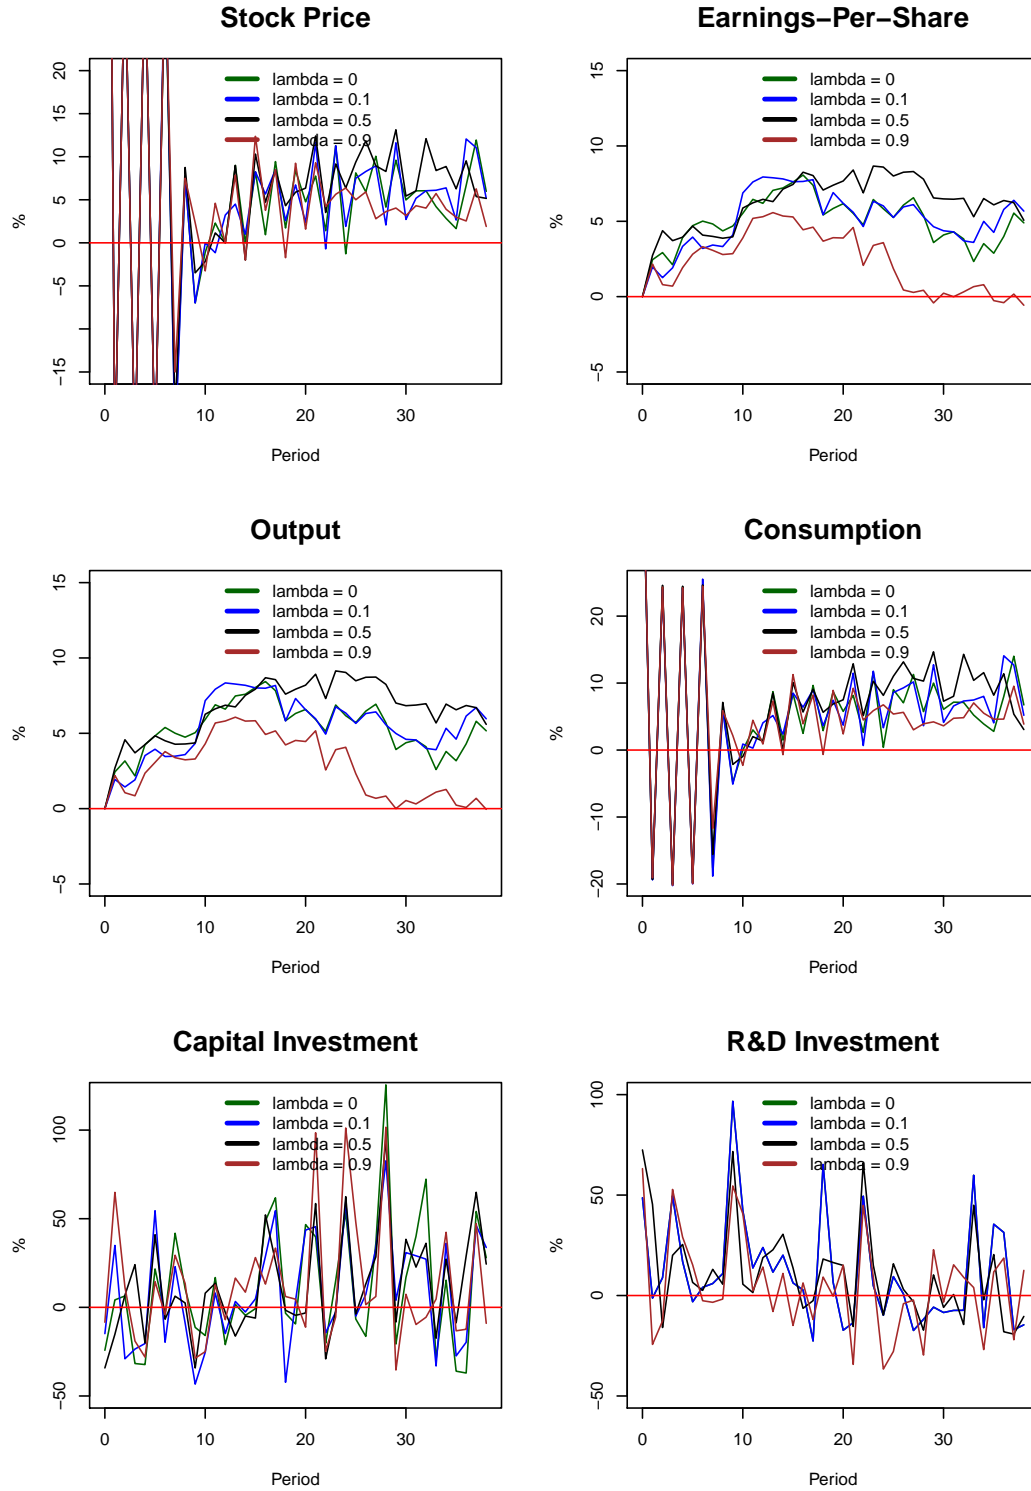 Stock Price
lambda = 0
lambda = 0.1
lambda = 0.5
lambda = 0.9
%
20
15
10
5
0
−5
−15
0
10
20
30
Period
Earnings−Per−Share
lambda = 0
lambda = 0.1
lambda = 0.5
lambda = 0.9
%
15
10
5
0
−5
0
10
20
30
Period
Output
lambda = 0
lambda = 0.1
lambda = 0.5
lambda = 0.9
%
15
10
5
0
−5
0
10
20
30
Period
Consumption
lambda = 0
lambda = 0.1
lambda = 0.5
lambda = 0.9
%
20
10
0
−10
−20
0
10
20
30
Period
Capital Investment
lambda = 0
lambda = 0.1
lambda = 0.5
lambda = 0.9
%
100
50
0
−50
0
10
20
30
Period
R&D Investment
lambda = 0
lambda = 0.1
lambda = 0.5
lambda = 0.9
%
100
50
0
−50
0
10
20
30
Period